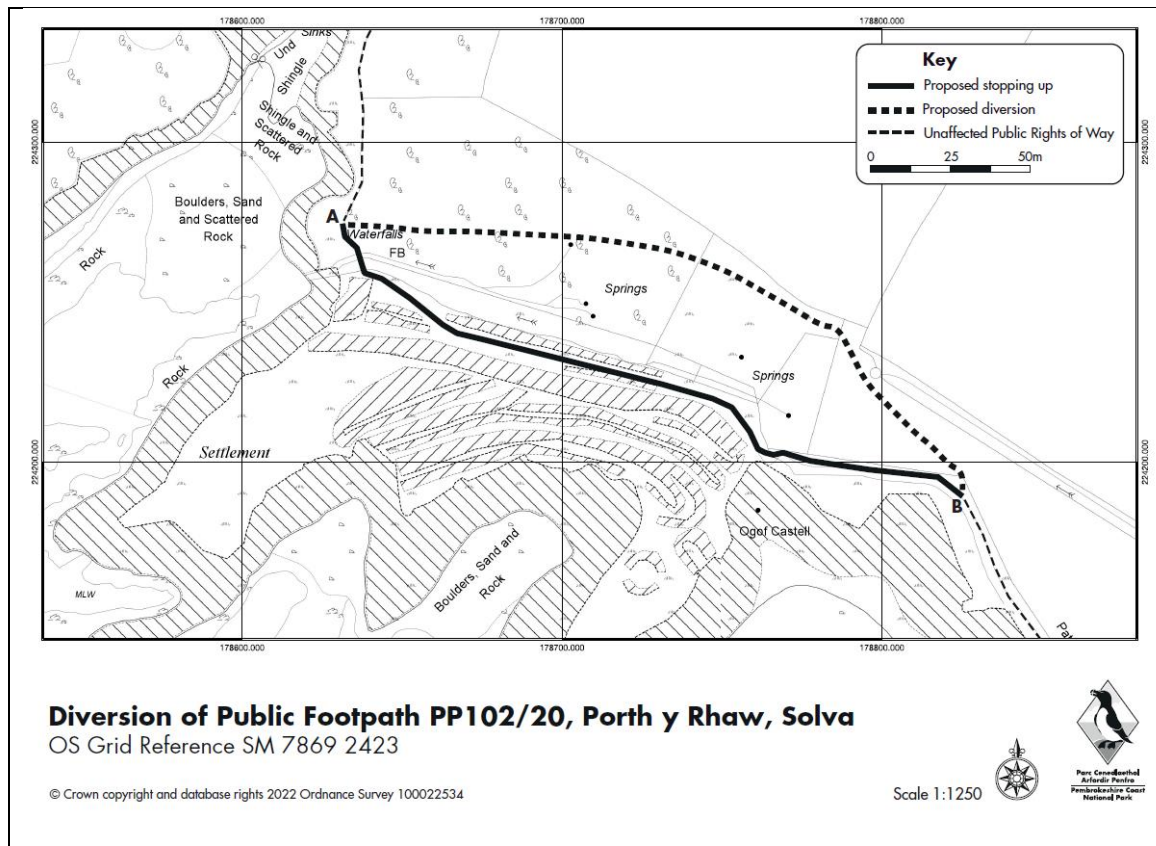 178600.000
178700.000
178800.000
Sinks
Und
Shingle
Shingle and
Scattered
Rock
Key
Proposed stopping up
Proposed diversion
Unaffected Public Rights of Way
0 25 50m
224300.000
224300.000
Boulders, Sand
and Scattered
Rock
Rock
A
Waterfalls
FB
Springs
Rock
Springs
Settlement
224200.000
224200.000
B
Ogof Castell
Boulders, Sand and
Rock
MLW
178600.000
178700.000
178800.000
Diversion of Public Footpath PP102/20, Porth y Rhaw, Solva
OS Grid Reference SM 7869 2423
© Crown copyright and database rights 2022 Ordnance Survey 100022534
Scale 1:1250
Parc Cenedlaethol
Arfordir Penfro
Pembrokeshire Coast
National Park